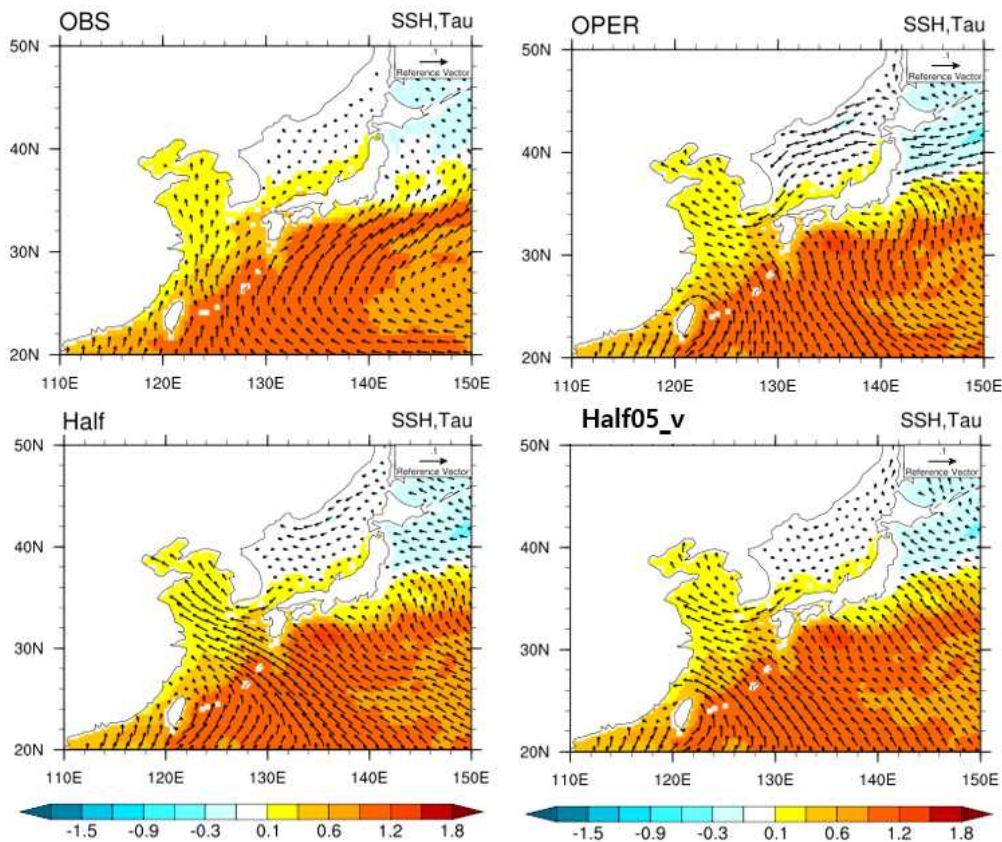 OBS SSH,Tau
.1
Reference Vector
50N
40N
30N
20N
110E 120E 130E 140E 150E
OPER SSH,Tau
.1
Reference Vector
50N
40N
30N
20N
110E 120E 130E 140E 150E
Half SSH,Tau
.1
Reference Vector
50N
40N
30N
20N
110E 120E 130E 140E 150E
-1.5 -0.9 -0.3 0.1 0.6 1.2 1.8
Half05_v SSH,Tau
.1
Reference Vector
50N
40N
30N
20N
110E 120E 130E 140E 150E
-1.5 -0.9 -0.3 0.1 0.6 1.2 1.8